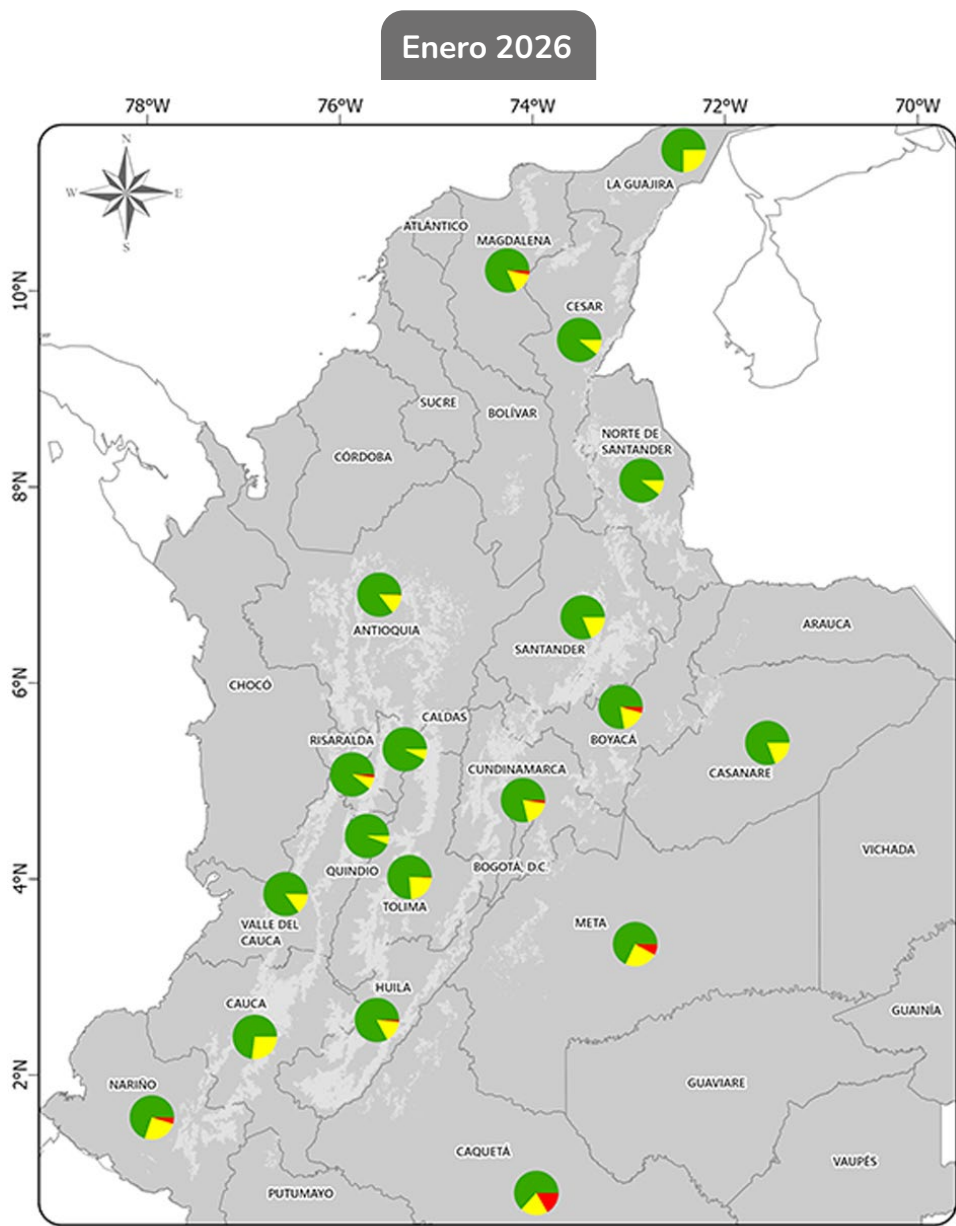 Enero 2026
78°W 76°W 74°W 72°W 70°W
N
W E
S
LA GUAJIRA
ATLÁNTICO
MAGDALENA
10°N
CESAR
SUCRE
BOLÍVAR
NORTE DE
SANTANDER
CÓRDOBA
8°N
ANTIOQUIA
SANTANDER
ARAUCA
6°N
CHOCÓ
CALDAS
RISARALDA
BOYACÁ
CUNDINAMARCA
CASANARE
VICHADA
4°N
QUINDIO
BOGOTÁ, D.C.
TOLIMA
VALLE DEL
CAUCA
META
HUILA
CAUCA
GUAINÍA
2°N
NARIÑO
GUAVIARE
CAQUETÁ
VAUPÉS
PUTUMAYO